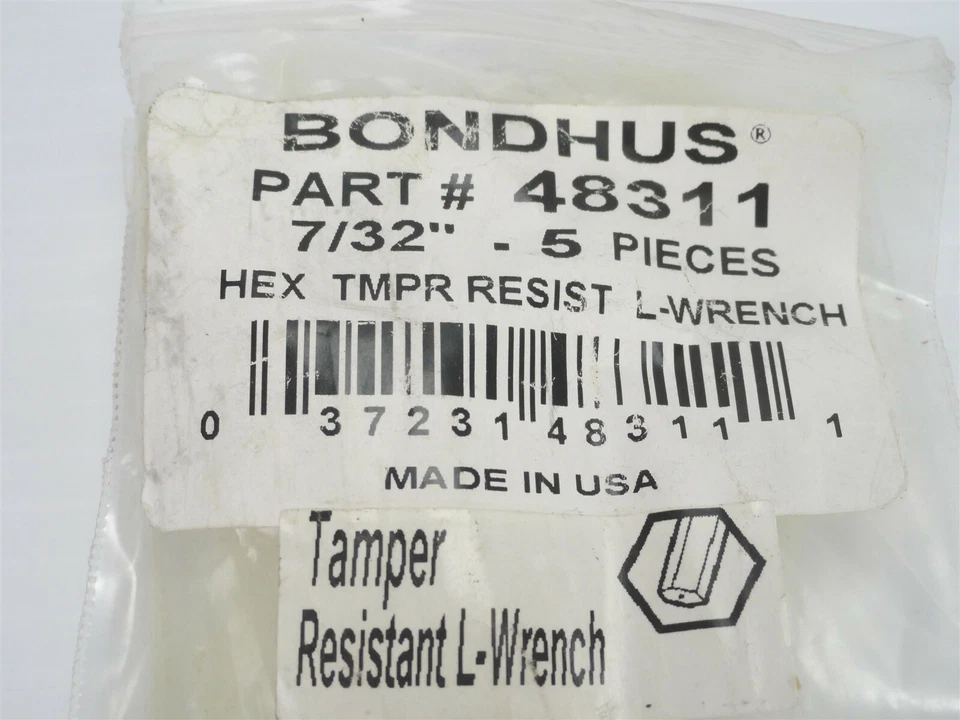 BONDHUS®
PART # 48311
7/32" - 5 PIECES
HEX TMPR RESIST L-WRENCH
0 37231 48311 1
MADE IN USA
Tamper
Resistant L-Wrench